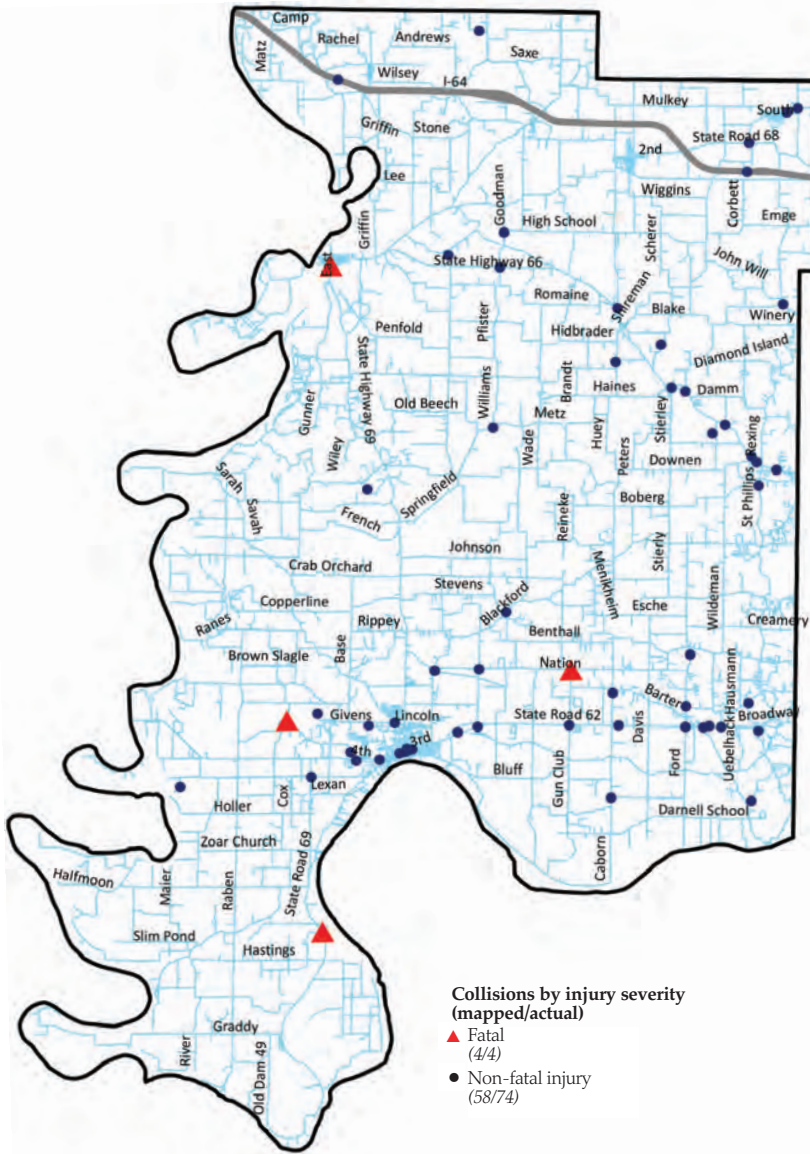 Camp
Rachel
Andrews
Matz
Saxe
Wilsey
I-64
Mulkey
South
Griffin
Stone
State Road 68
2nd
Lee
Wiggins
Corbett
Goodman
Emge
High School
Griffin
Scherer
East
State Highway 66
John Will
Romaine
Shireman
Blake
Winery
Penfold
Pfister
Hidbrader
Diamond Island
State Highway 69
Brandt
Haines
Damm
Gunner
Old Beech
Williams
Metz
Huey
Stierley
Wiley
Wade
Peters
Rexing
Downen
Sarah
Savah
Springfield
Boberg
St Phillips
French
Reineke
Johnson
Stierly
Crab Orchard
Stevens
Menikheim
Copperline
Blackford
Esche
Wildeman
Ranes
Rippey
Creamery
Benthall
Base
Brown Slagle
Nation
Hausmann
Barter
Givens
Lincoln
State Road 62
Davis
Broadway
3rd
4th
Uebelhack
Bluff
Gun Club
Ford
Cox
Lexan
Holler
Darnell School
Zoar Church
State Road 69
Caborn
Halfmoon
Maier
Raben
Slim Pond
Hastings
Graddy
River
Old Dam 49
Collisions by injury severity
(mapped/actual)
Fatal
(4/4)
Non-fatal injury
(58/74)